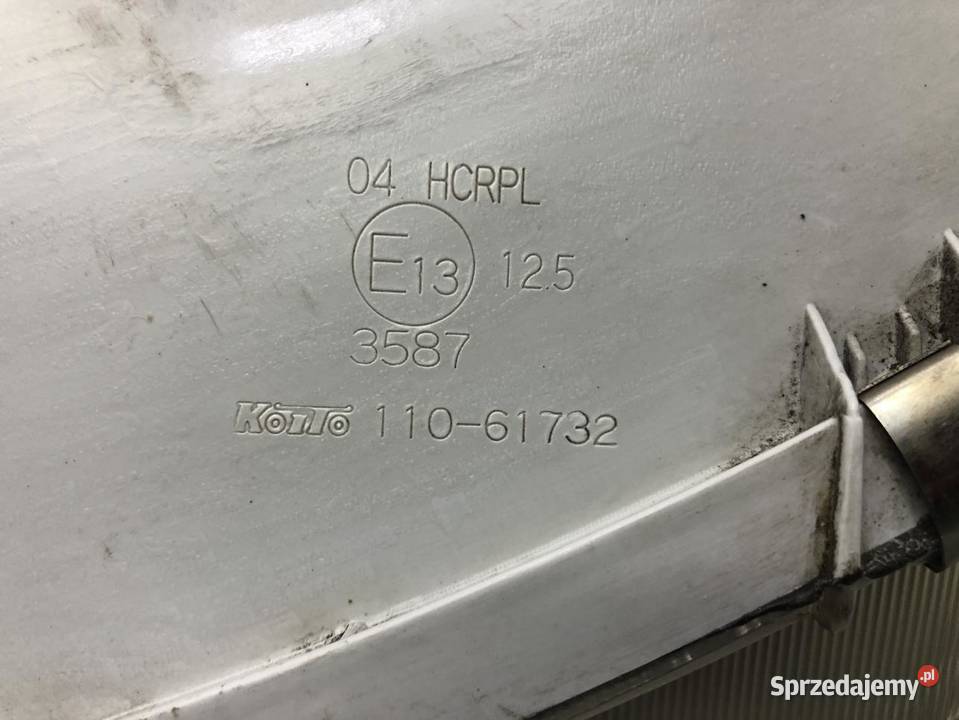 04 HCRPL
E13 12.5
3587
KOITO 110-61732
Sprzedajemy.pl